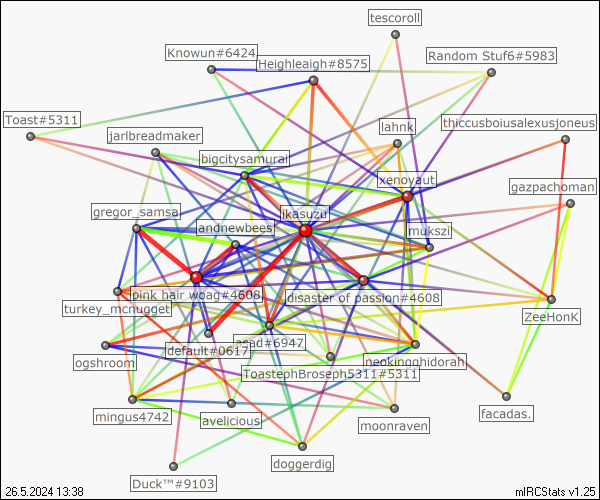 tescoroll
Knowun#6424
Heighleaigh#8575
Random Stuf6#5983
Toast#5311
jarlbreadmaker
lahnk
thiccusboiusalexusjoneus
bigcitysamurai
xenoyaut
gazpachoman
gregor_samsa
ikasuzu
andnewbees
mukszi
pink hair woag#4608
disaster of passion#4608
turkey_mcnugget
ZeeHonK
asad#6947
default#0617
ogshroom
ToastephBroseph5311#5311
neokingghidorah
mingus4742
avelicious
moonraven
facadas.
doggerdig
Duck™#9103
26.5.2024 13:38
mIRCStats v1.25